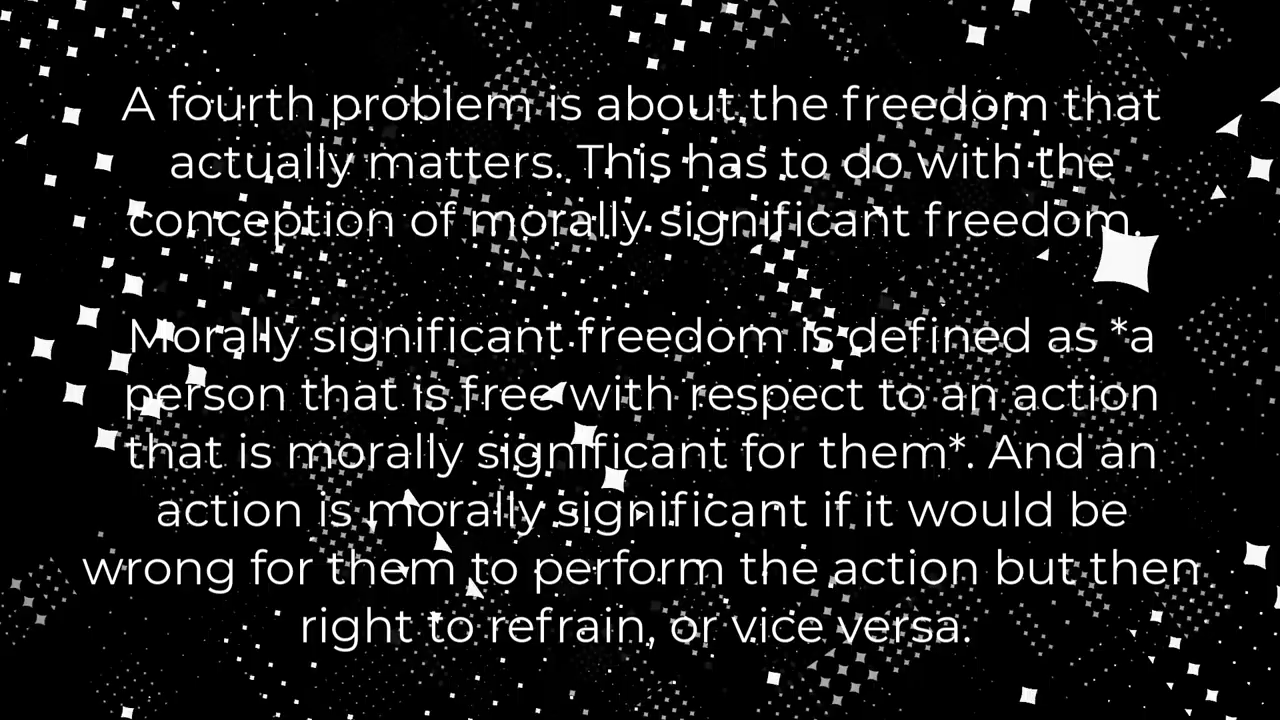 A fourth problem is about the freedom that
actually matters. This has to do with the
conception of morally significant freedom.
Morally significant freedom is defined as *a
person that is free with respect to an action
that is morally significant for them*. And an
action is morally significant if it would be
wrong for them to perform the action but then
right to refrain, or vice versa.